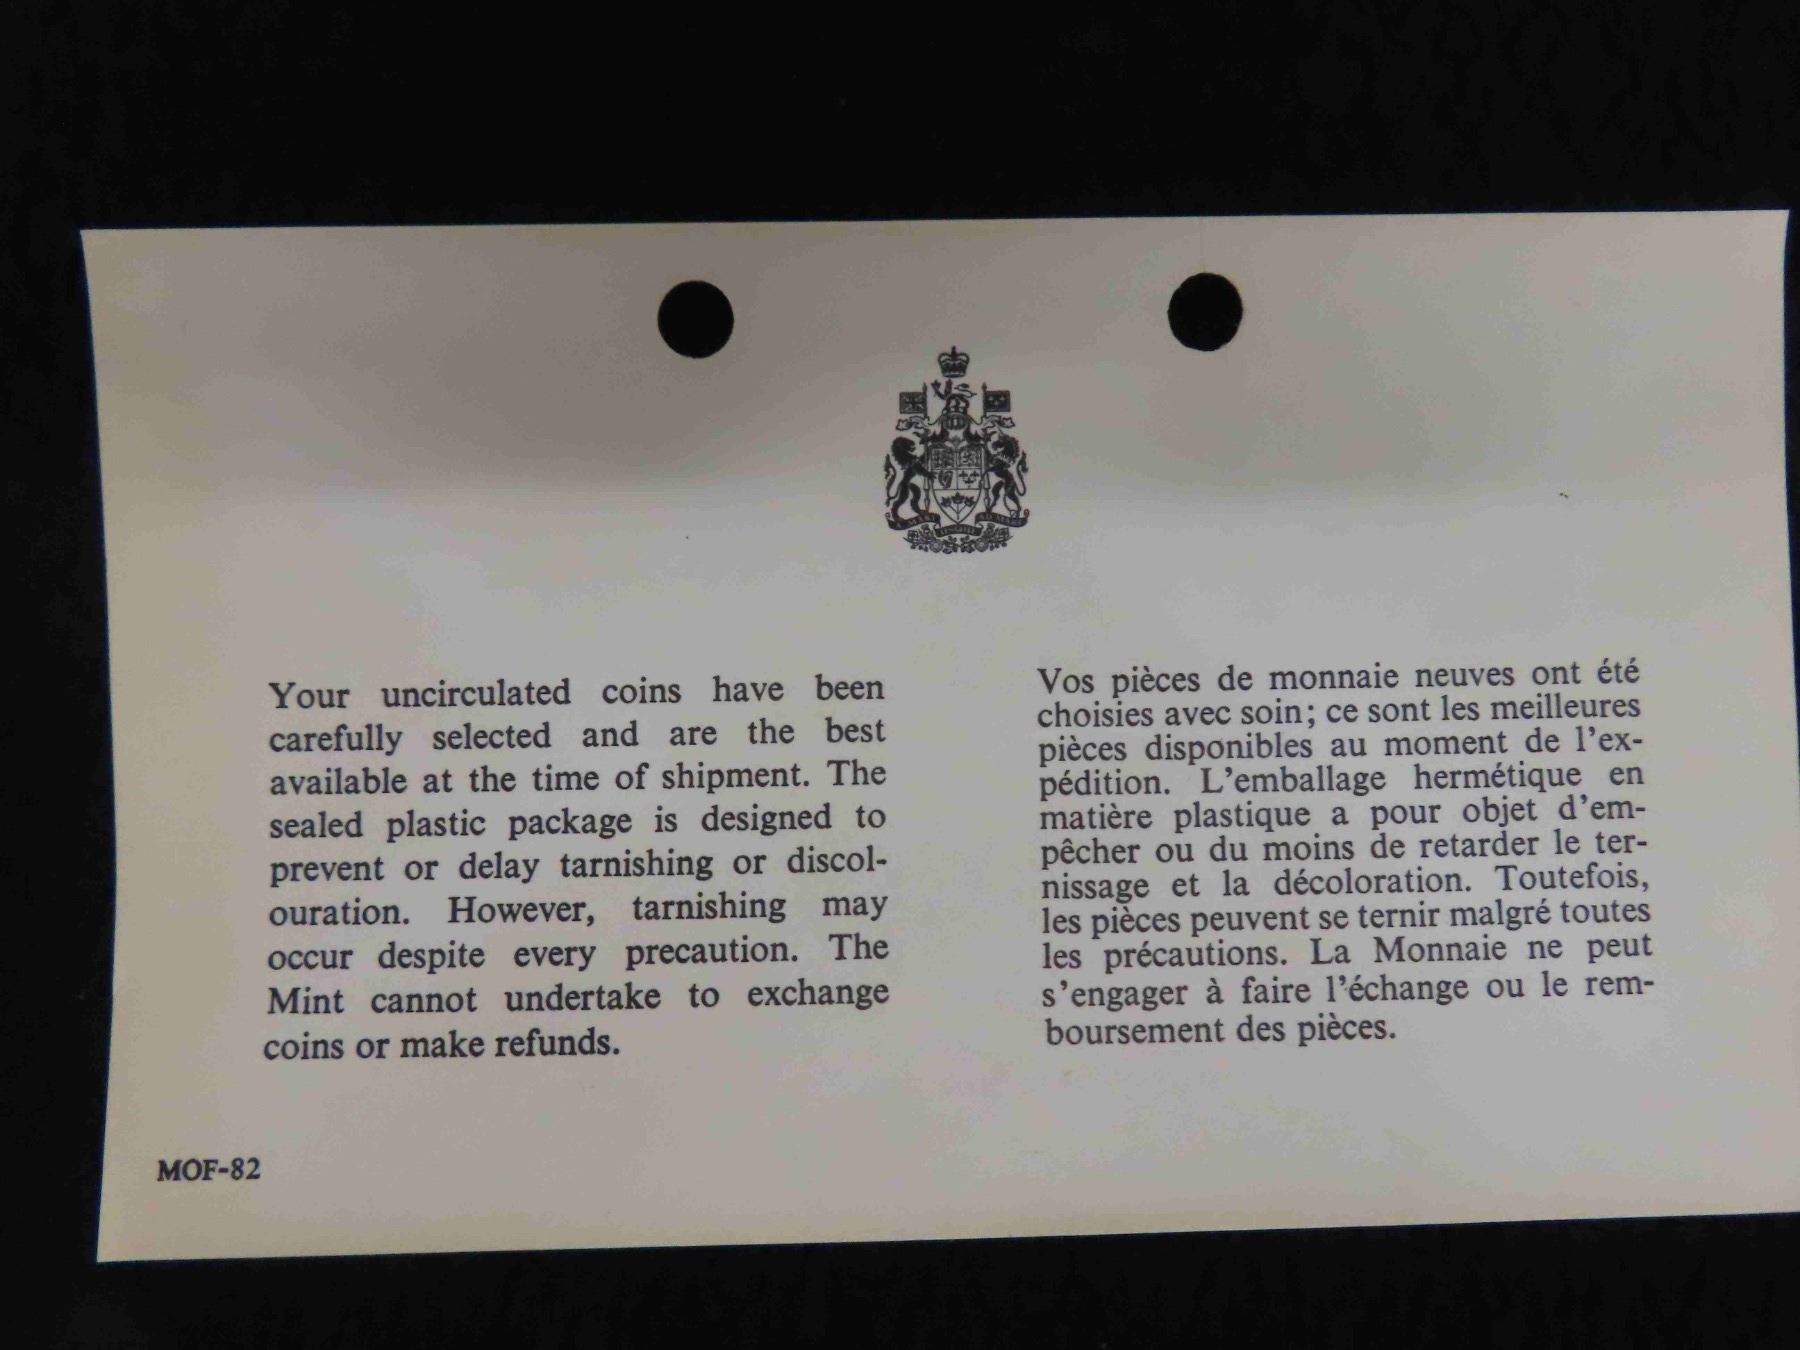 Your uncirculated coins have been
carefully selected and are the best
available at the time of shipment. The
sealed plastic package is designed to
prevent or delay tarnishing or discol-
ouration. However, tarnishing may
occur despite every precaution. The
Mint cannot undertake to exchange
coins or make refunds.
Vos pièces de monnaie neuves ont été
choisies avec soin; ce sont les meilleures
pièces disponibles au moment de l'ex-
pédition. L'emballage hermétique en
matière plastique a pour objet d'em-
pêcher ou du moins de retarder le ter-
nissage et la décoloration. Toutefois,
les pièces peuvent se ternir malgré toutes
les précautions. La Monnaie ne peut
s'engager à faire l'échange ou le rem-
boursement des pièces.
MOF-82